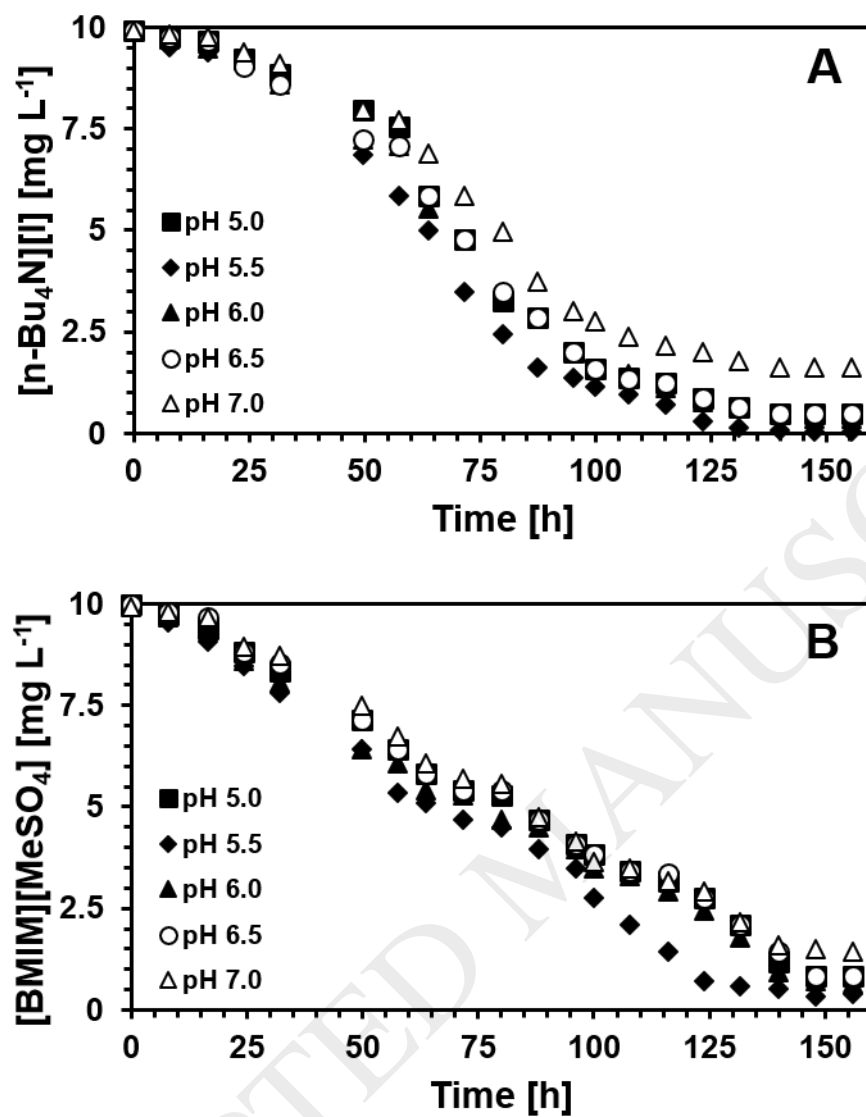 A
[n-Bu4N][I] [mg L-1]
10
7.5
5
2.5
0
pH 5.0
pH 5.5
pH 6.0
pH 6.5
pH 7.0
0 25 50 75 100 125 150
Time [h]
B
[BMIM][MeSO4] [mg L-1]
10
7.5
5
2.5
0
pH 5.0
pH 5.5
pH 6.0
pH 6.5
pH 7.0
0 25 50 75 100 125 150
Time [h]
CTED MANUSC